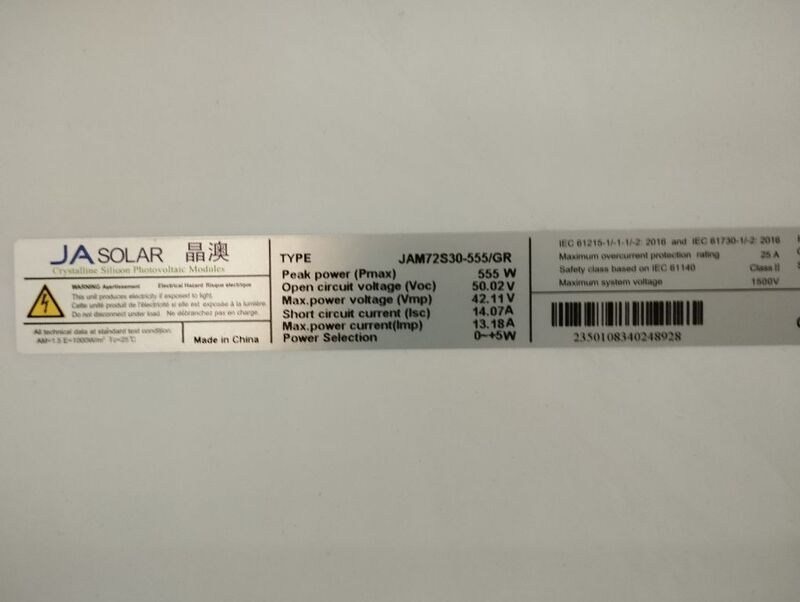 JA SOLAR 晶澳
Crystalline Silicon Photovoltaic Modules
WARNING Avertissement Electrical Hazard Risque électrique
This unit produces electricity if exposed to light.
Cette unité produit de l'électricité si exposée à la lumière.
Do not disconnect under load. Ne débranchez pas en charge.
All technical data at standard test condition
AM=1.5 E=1000W/m² Tc=25℃
Made in China
TYPE JAM72S30-555/GR
Peak power (Pmax) 555 W
Open circuit voltage (Voc) 50.02V
Max.power voltage (Vmp) 42.11V
Short circuit current (Isc) 14.07A
Max.power current(Imp) 13.18A
Power Selection 0~+5W
IEC 61215-1/-1-1/-2: 2016 and IEC 61730-1/-2: 2016
Maximum overcurrent protection rating 25 A
Safety class based on IEC 61140 Class II
Maximum system voltage 1500V
2350108340248928